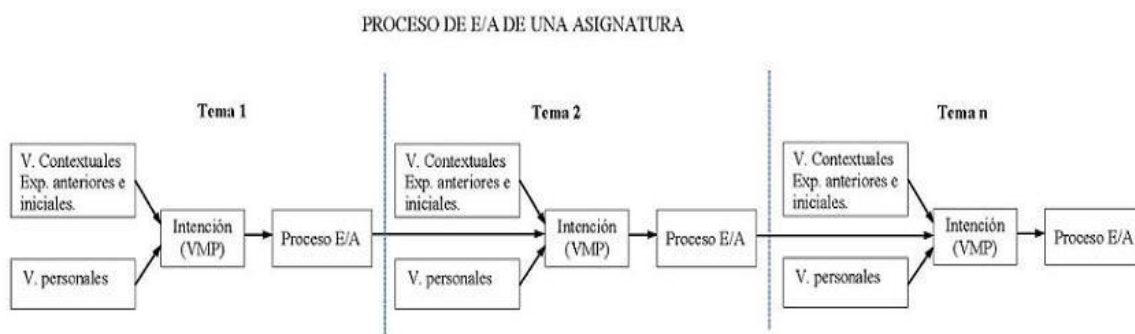 PROCESO DE E/A DE UNA ASIGNATURA
Tema 1
V. Contextuales
Exp. anteriores e
iniciales.
Intención
(VMP)
Proceso E/A
V. personales
Tema 2
V. Contextuales
Exp. anteriores e
iniciales.
Intención
(VMP)
Proceso E/A
V. personales
Tema n
V. Contextuales
Exp. anteriores e
iniciales.
Intención
(VMP)
Proceso E/A
V. personales